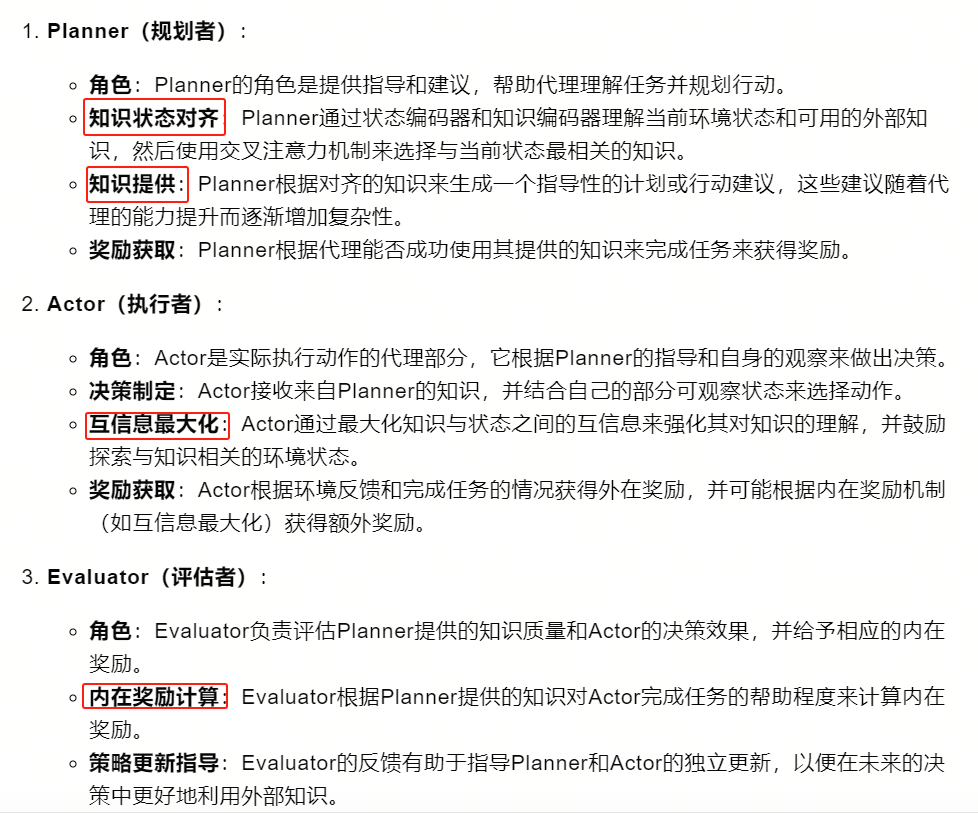 1. Planner（规划者）:
角色：Planner的角色是提供指导和建议，帮助代理理解任务并规划行动。
知识状态对齐 Planner通过状态编码器和知识编码器理解当前环境状态和可用的外部知
识，然后使用交叉注意力机制来选择与当前状态最相关的知识。
知识提供：Planner根据对齐的知识来生成一个指导性的计划或行动建议，这些建议随着代
理的能力提升而逐渐增加复杂性。
奖励获取：Planner根据代理能否成功使用其提供的知识来完成任务来获得奖励。
2. Actor（执行者）:
角色：Actor是实际执行动作的代理部分，它根据Planner的指导和自身的观察来做出决策。
决策制定：Actor接收来自Planner的知识，并结合自己的部分可观察状态来选择动作。
互信息最大化：Actor通过最大化知识与状态之间的互信息来强化其对知识的理解，并鼓励
探索与知识相关的环境状态。
奖励获取：Actor根据环境反馈和完成任务的情况获得外在奖励，并可能根据内在奖励机制
（如互信息最大化）获得额外奖励。
3. Evaluator（评估者）:
角色：Evaluator负责评估Planner提供的知识质量和Actor的决策效果，并给予相应的内在
奖励。
内在奖励计算：Evaluator根据Planner提供的知识对Actor完成任务的帮助程度来计算内在
奖励。
策略更新指导：Evaluator的反馈有助于指导Planner和Actor的独立更新，以便在未来的决
策中更好地利用外部知识。